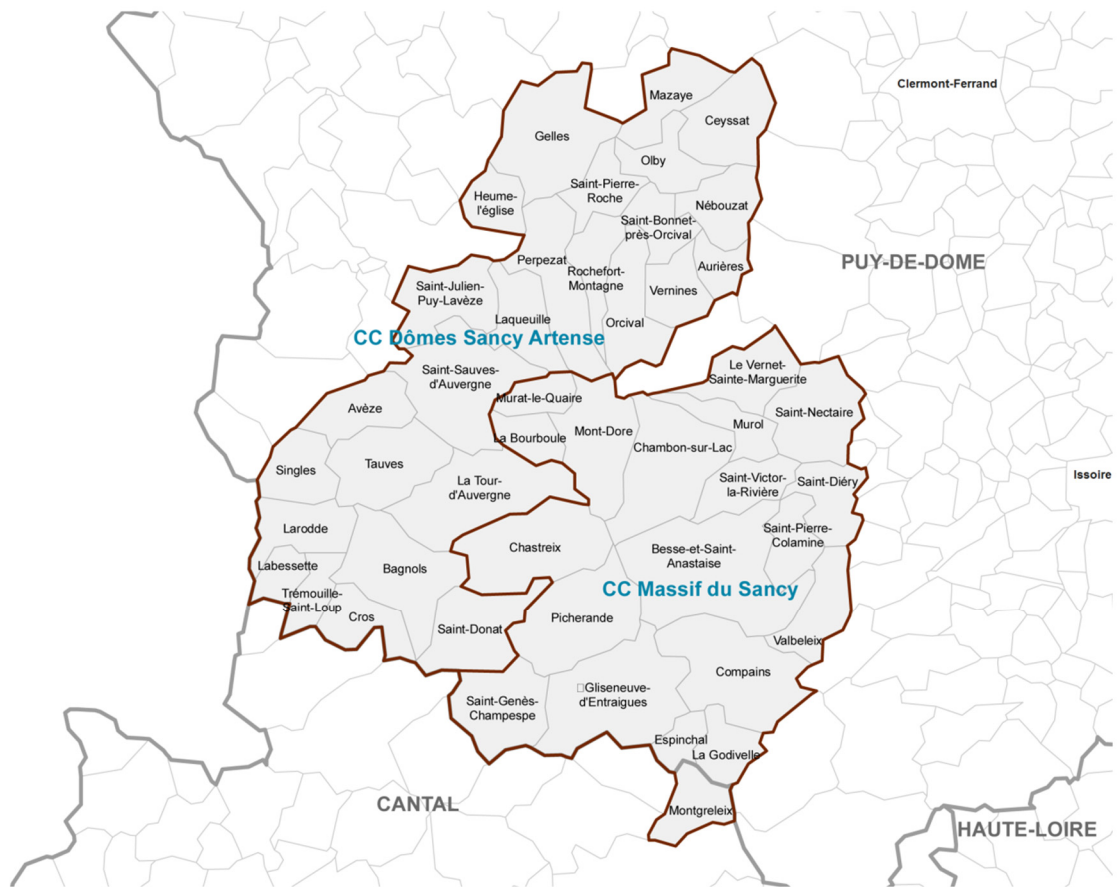 Clermont-Ferrand
Mazaye
Ceyssat
Gelles
Olby
Saint-Pierre-
Roche
Heume-
l'église
Nébouzat
Saint-Bonnet-
près-Orcival
Perpezat
Rochefort-
Montagne
Aurières
PUY-DE-DOME
Saint-Julien-
Puy-Lavèze
Vernines
Laqueuille
Orcival
CC Dômes Sancy Artense
Saint-Sauves-
d'Auvergne
Le Vernet-
Sainte-Marguerite
Murat-le-Quaire
Avèze
Saint-Nectaire
Murol
La Bourboule
Mont-Dore
Chambon-sur-Lac
Singles
Tauves
La Tour-
d'Auvergne
Saint-Victor-
la-Rivière
Saint-Diéry
Issoire
Larodde
Saint-Pierre-
Colamine
Chastreix
Besse-et-Saint-
Anastaise
Labessette
Bagnols
CC Massif du Sancy
Trémouille-
Saint-Loup
Cros
Saint-Donat
Picherande
Valbeleix
Compains
Saint-Genès-
Champespe
□Gliseneuve-
d'Entraigues
Espinchal
La Godivelle
CANTAL
Montgreleix
HAUTE-LOIRE